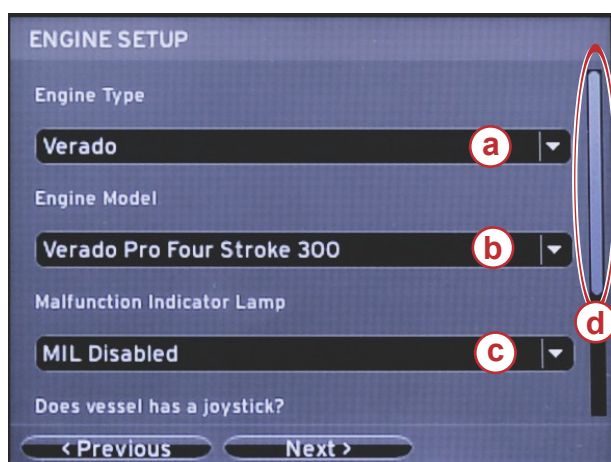 ENGINE SETUP
Engine Type
Verado
a
Engine Model
Verado Pro Four Stroke 300
b
Malfunction Indicator Lamp
d
MIL Disabled
c
Does vessel has a joystick?
< Previous
Next >